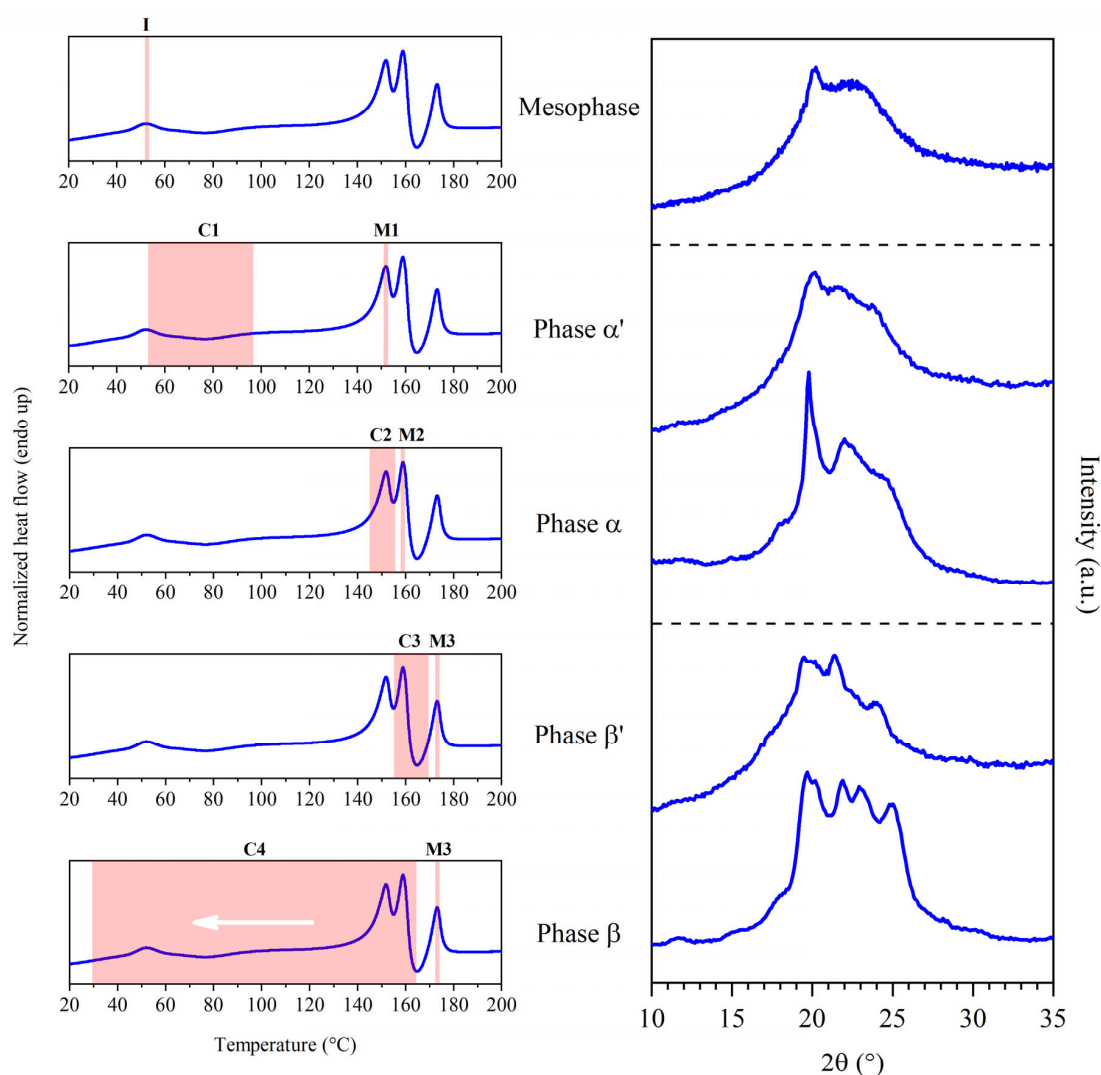 I
20 40 60 80 100 120 140 160 180 200
Mesophase
C1 M1
20 40 60 80 100 120 140 160 180 200
Phase α'
C2 M2
20 40 60 80 100 120 140 160 180 200
Phase α
C3 M3
20 40 60 80 100 120 140 160 180 200
Phase β'
C4 M3
20 40 60 80 100 120 140 160 180 200
Phase β
Normalized heat flow (endo up)
Temperature (°C)
10 15 20 25 30 35
2θ (°)
Intensity (a.u.)